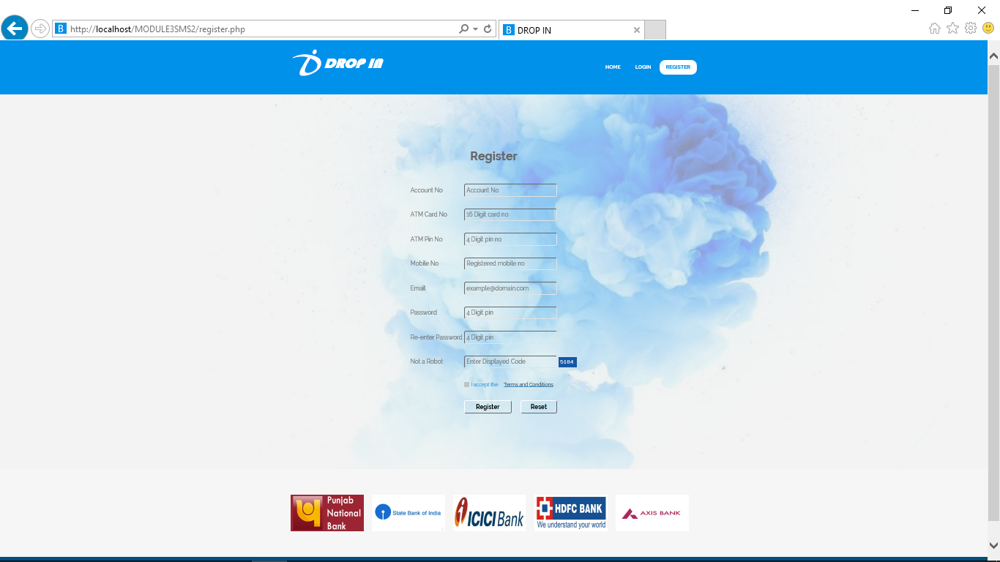 http://localhost/MODULE3SMS2/register.php
B DROP IN
DROP IN
HOME LOGIN REGISTER
Register
Account No Account No
ATM Card No 16 Digit card no
ATM Pin No 4 Digit pin no
Mobile No Registered mobile no
Email example@domain.com
Password 4 Digit pin
Re-enter Password 4 Digit pin
Not a Robot Enter Displayed Code 5184
I accept the Terms and Conditions
Register Reset
Punjab
National
Bank
State Bank of India
ICICI Bank
HDFC BANK
We understand your world
AXIS BANK